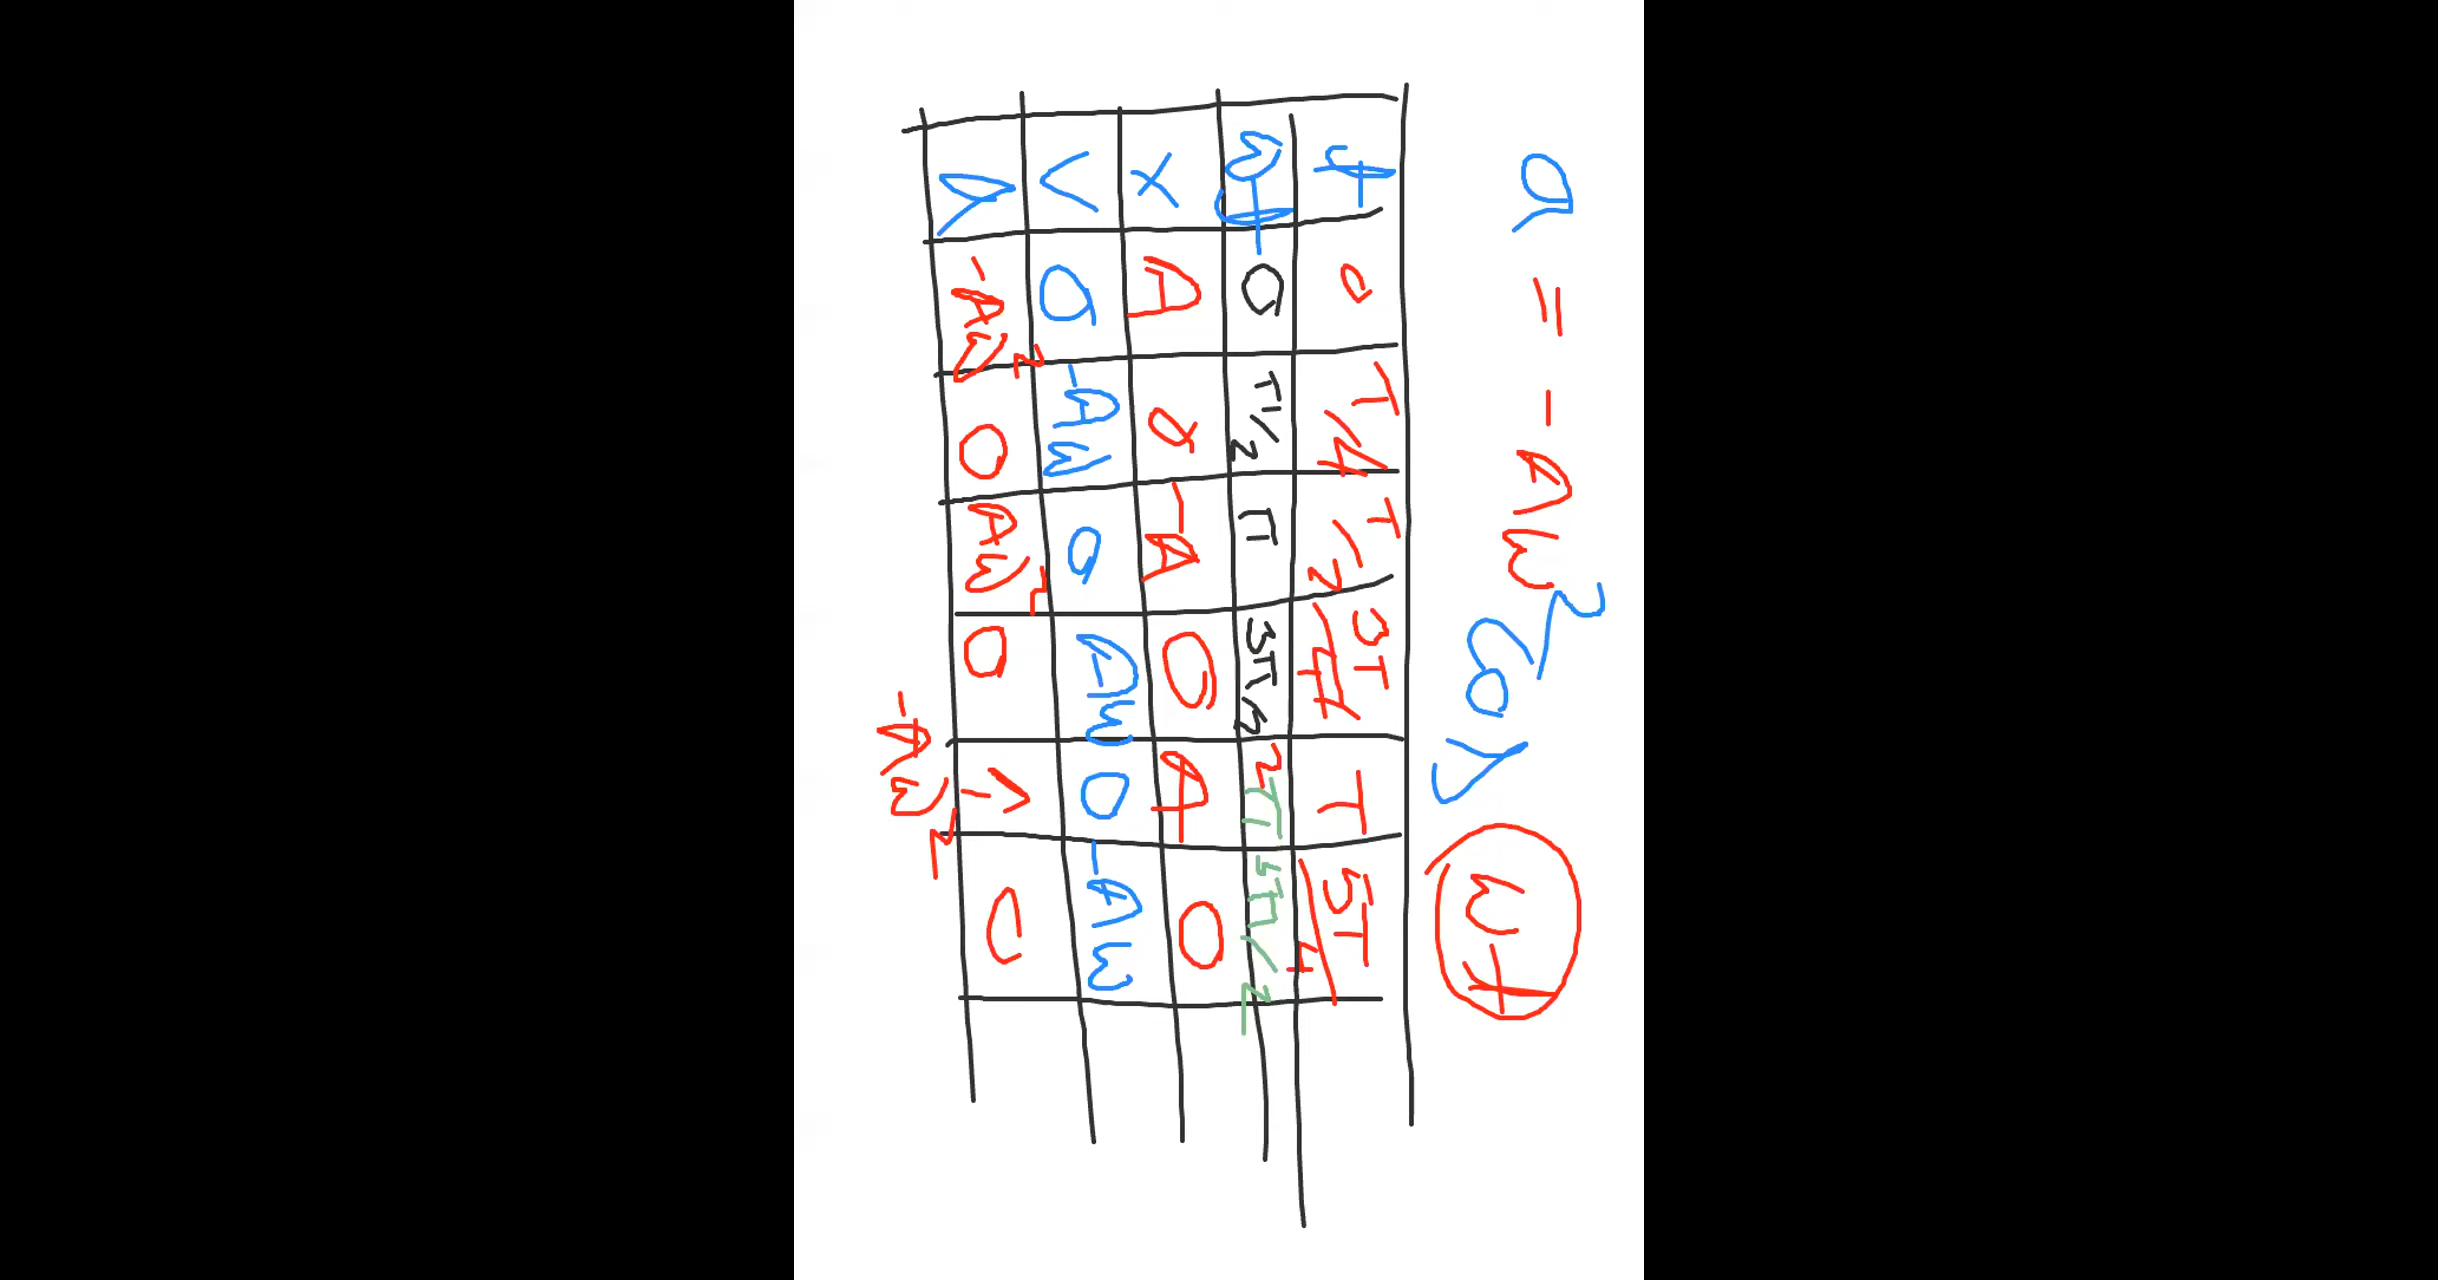 a = - Aω² cos ωt
t 0 T/4 T/2 3T/4 T 5T/4
ωt 0 π/2 π 3π/2 2π 5π/2
x A 0 -A 0 A 0
v 0 -Aω 0 Aω 0 -Aω
a -Aω² 0 Aω² 0 0
-Aω²